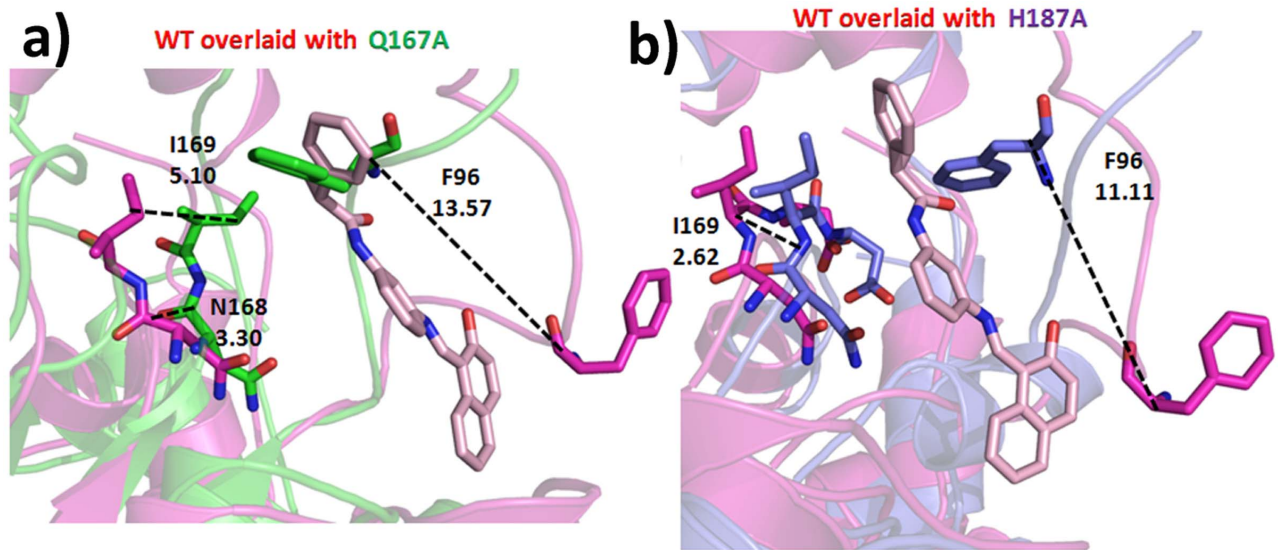 a)
WT overlaid with Q167A
I169
5.10
F96
13.57
N168
3.30
b)
WT overlaid with H187A
I169
2.62
F96
11.11